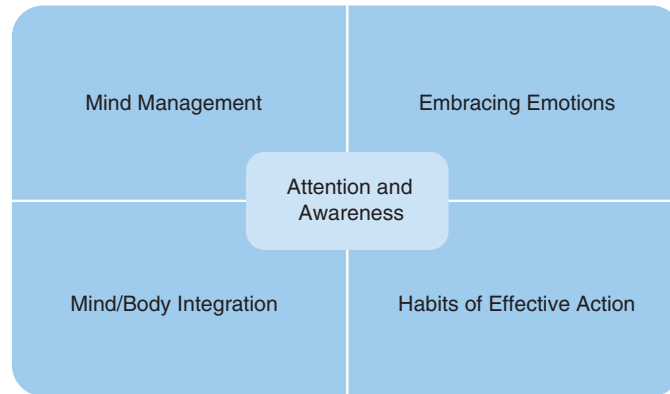 Mind Management
Embracing Emotions
Attention and
Awareness
Mind/Body Integration
Habits of Effective Action